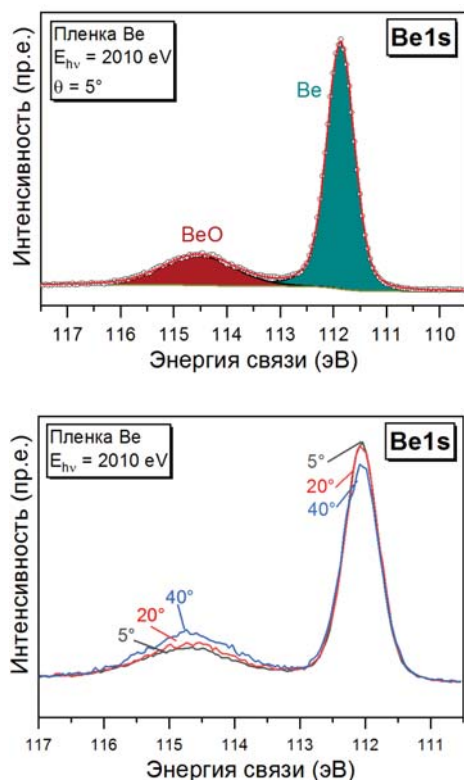 Пленка Be
E_hν = 2010 eV
θ = 5°
Be1s
Be
BeO
Интенсивность (пр.е.)
117 116 115 114 113 112 111 110
Энергия связи (эВ)
Пленка Be
E_hν = 2010 eV
Be1s
5°
20°
40°
40°
20°
5°
Интенсивность (пр.е.)
117 116 115 114 113 112 111
Энергия связи (эВ)